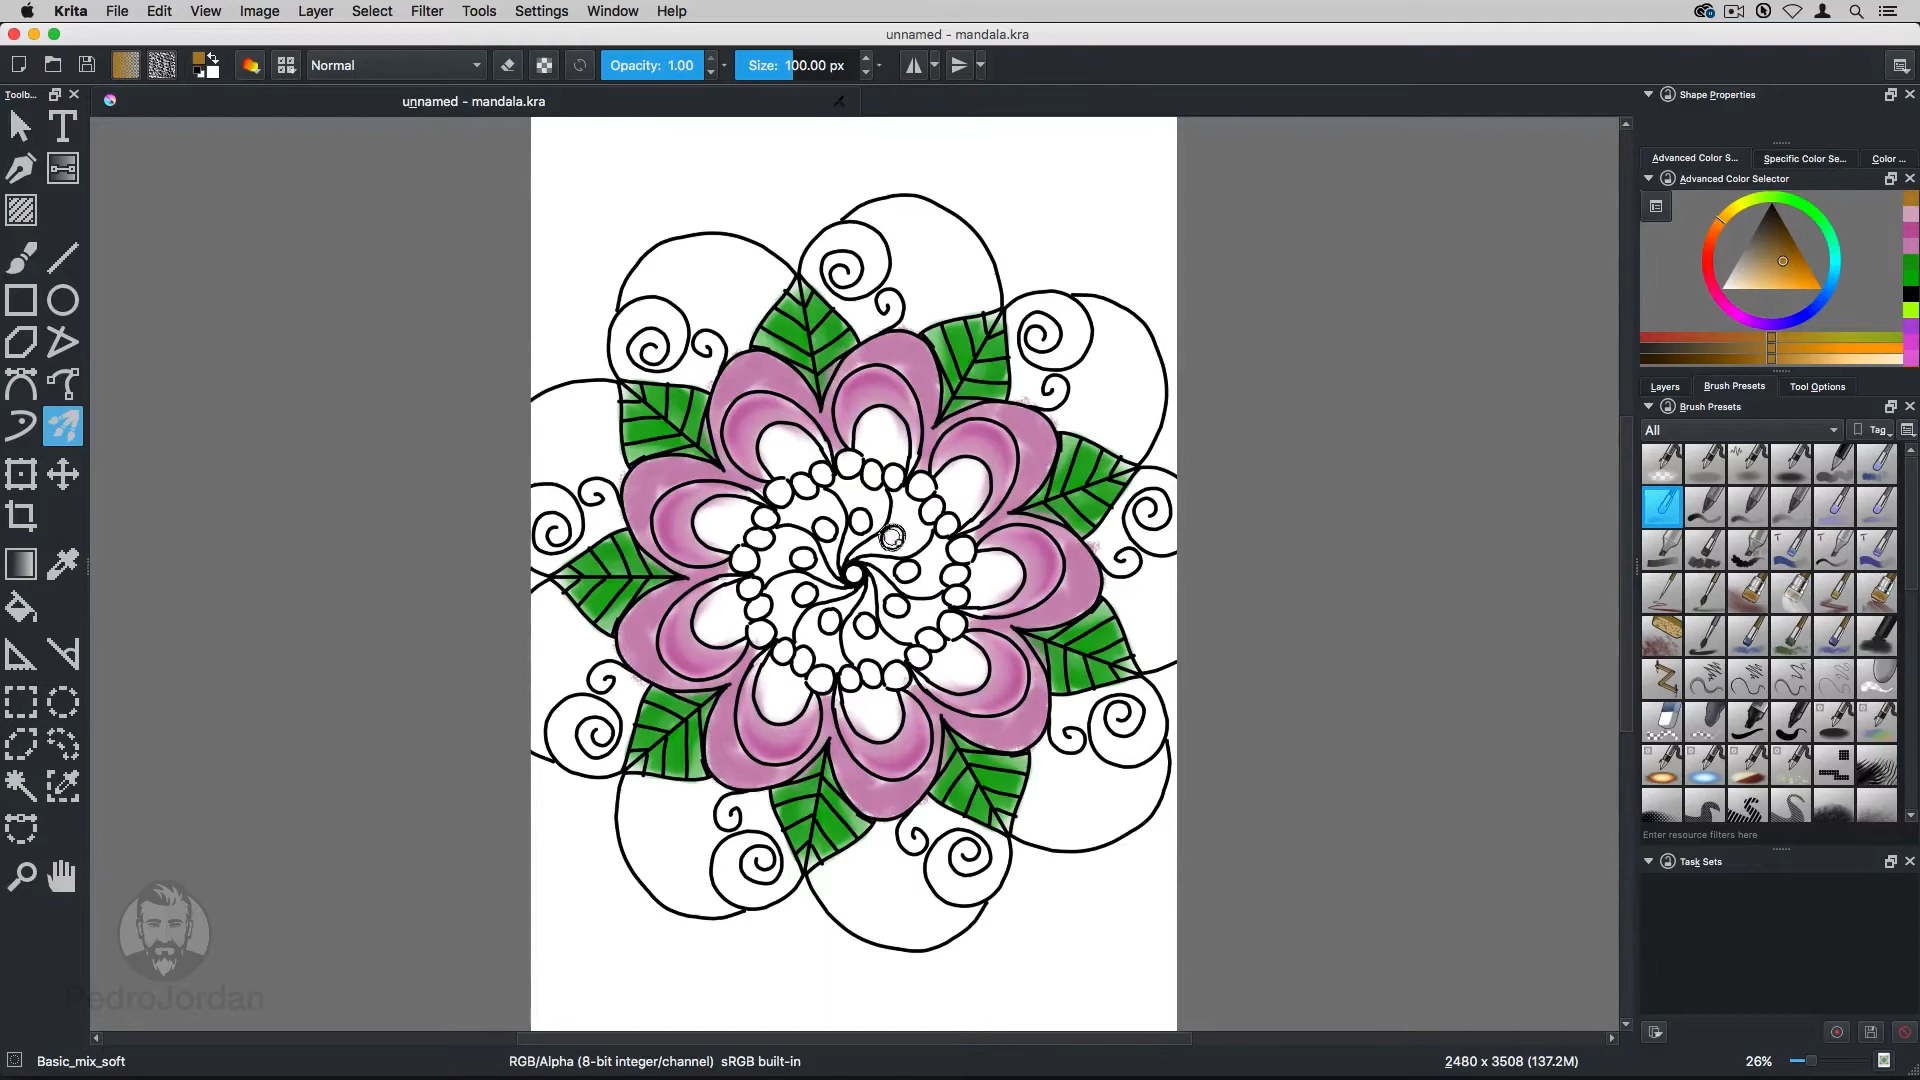 Krita File Edit View Image Layer Select Filter Tools Settings Window Help
unnamed - mandala.kra
Normal Opacity: 1.00 Size: 100.00 px
Toolb...
unnamed - mandala.kra
Shape Properties
Advanced Color S... Specific Color Se... Color ...
Advanced Color Selector
Layers Brush Presets Tool Options
Brush Presets
All Tag
Enter resource filters here
Task Sets
PedroJordan
Basic_mix_soft RGB/Alpha (8-bit integer/channel) sRGB built-in 2480 x 3508 (137.2M) 26%